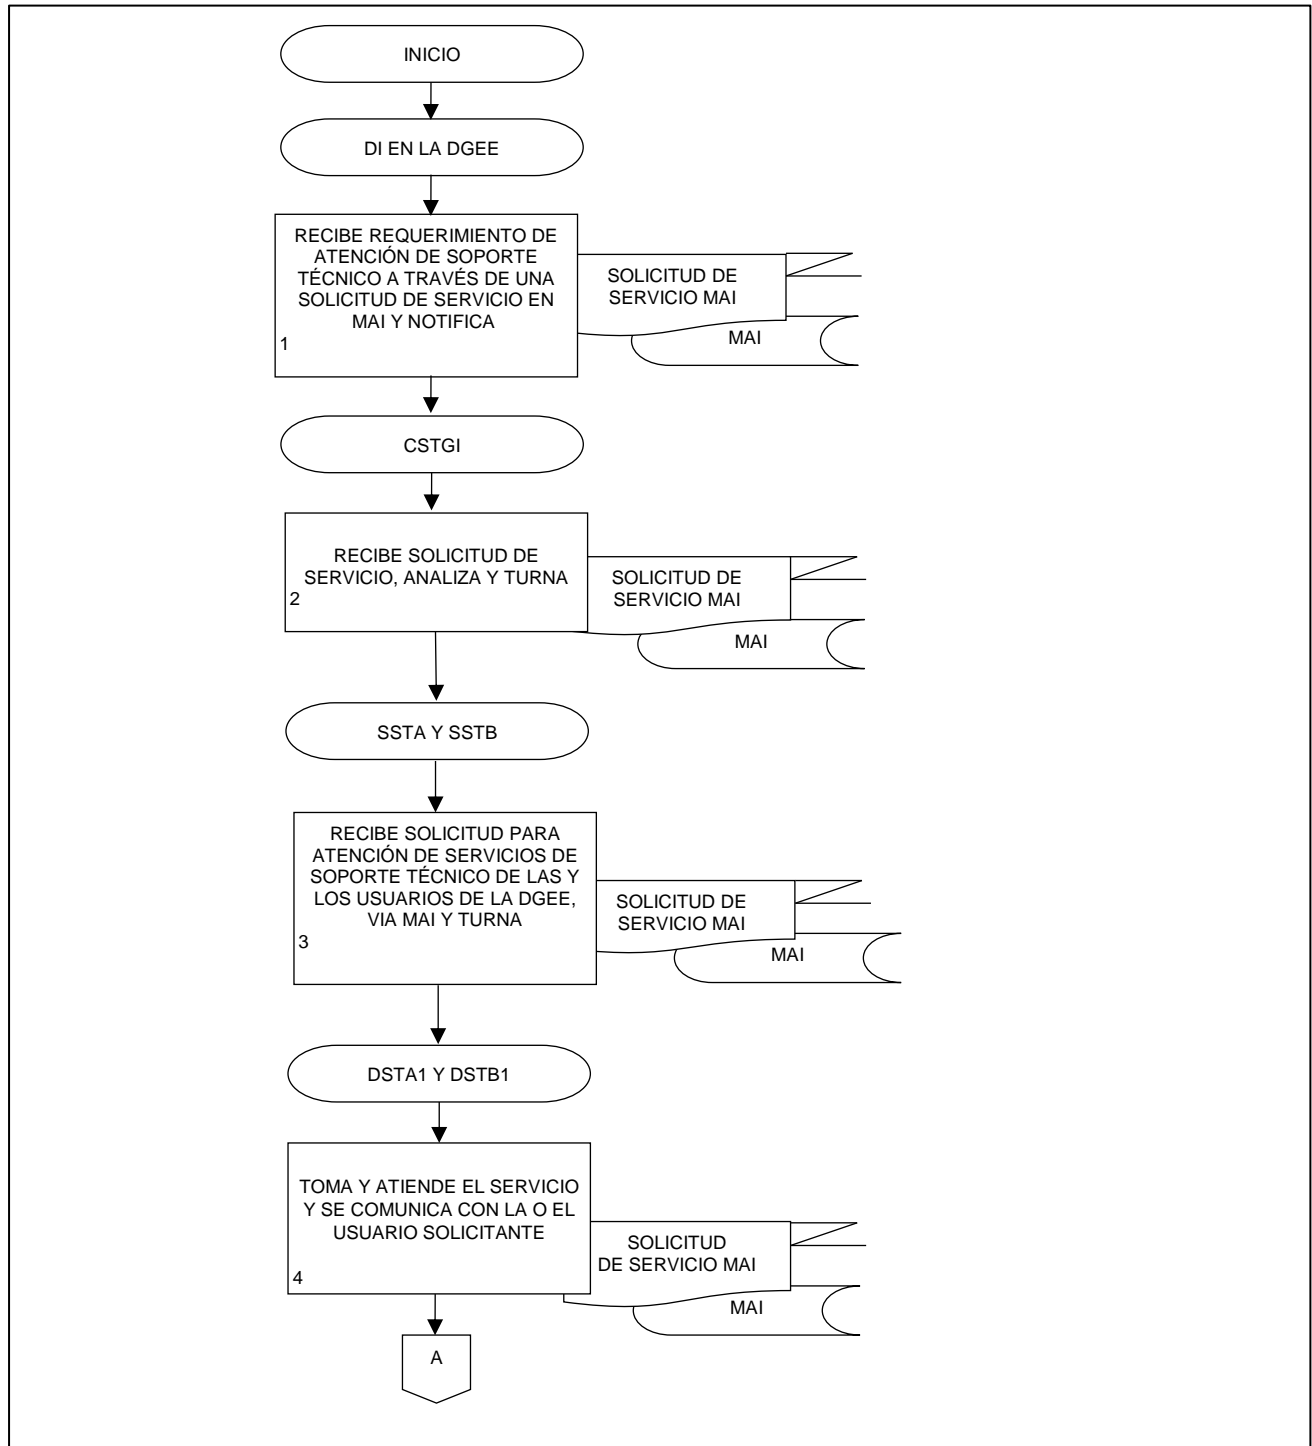 INICIO
DI EN LA DGEE
RECIBE REQUERIMIENTO DE
ATENCIÓN DE SOPORTE
TÉCNICO A TRAVÉS DE UNA
SOLICITUD DE SERVICIO EN
MAI Y NOTIFICA
1
SOLICITUD DE
SERVICIO MAI
MAI
CSTGI
RECIBE SOLICITUD DE
SERVICIO, ANALIZA Y TURNA
2
SOLICITUD DE
SERVICIO MAI
MAI
SSTA Y SSTB
RECIBE SOLICITUD PARA
ATENCIÓN DE SERVICIOS DE
SOPORTE TÉCNICO DE LAS Y
LOS USUARIOS DE LA DGEE,
VIA MAI Y TURNA
3
SOLICITUD DE
SERVICIO MAI
MAI
DSTA1 Y DSTB1
TOMA Y ATIENDE EL SERVICIO
Y SE COMUNICA CON LA O EL
USUARIO SOLICITANTE
4
SOLICITUD
DE SERVICIO MAI
MAI
A